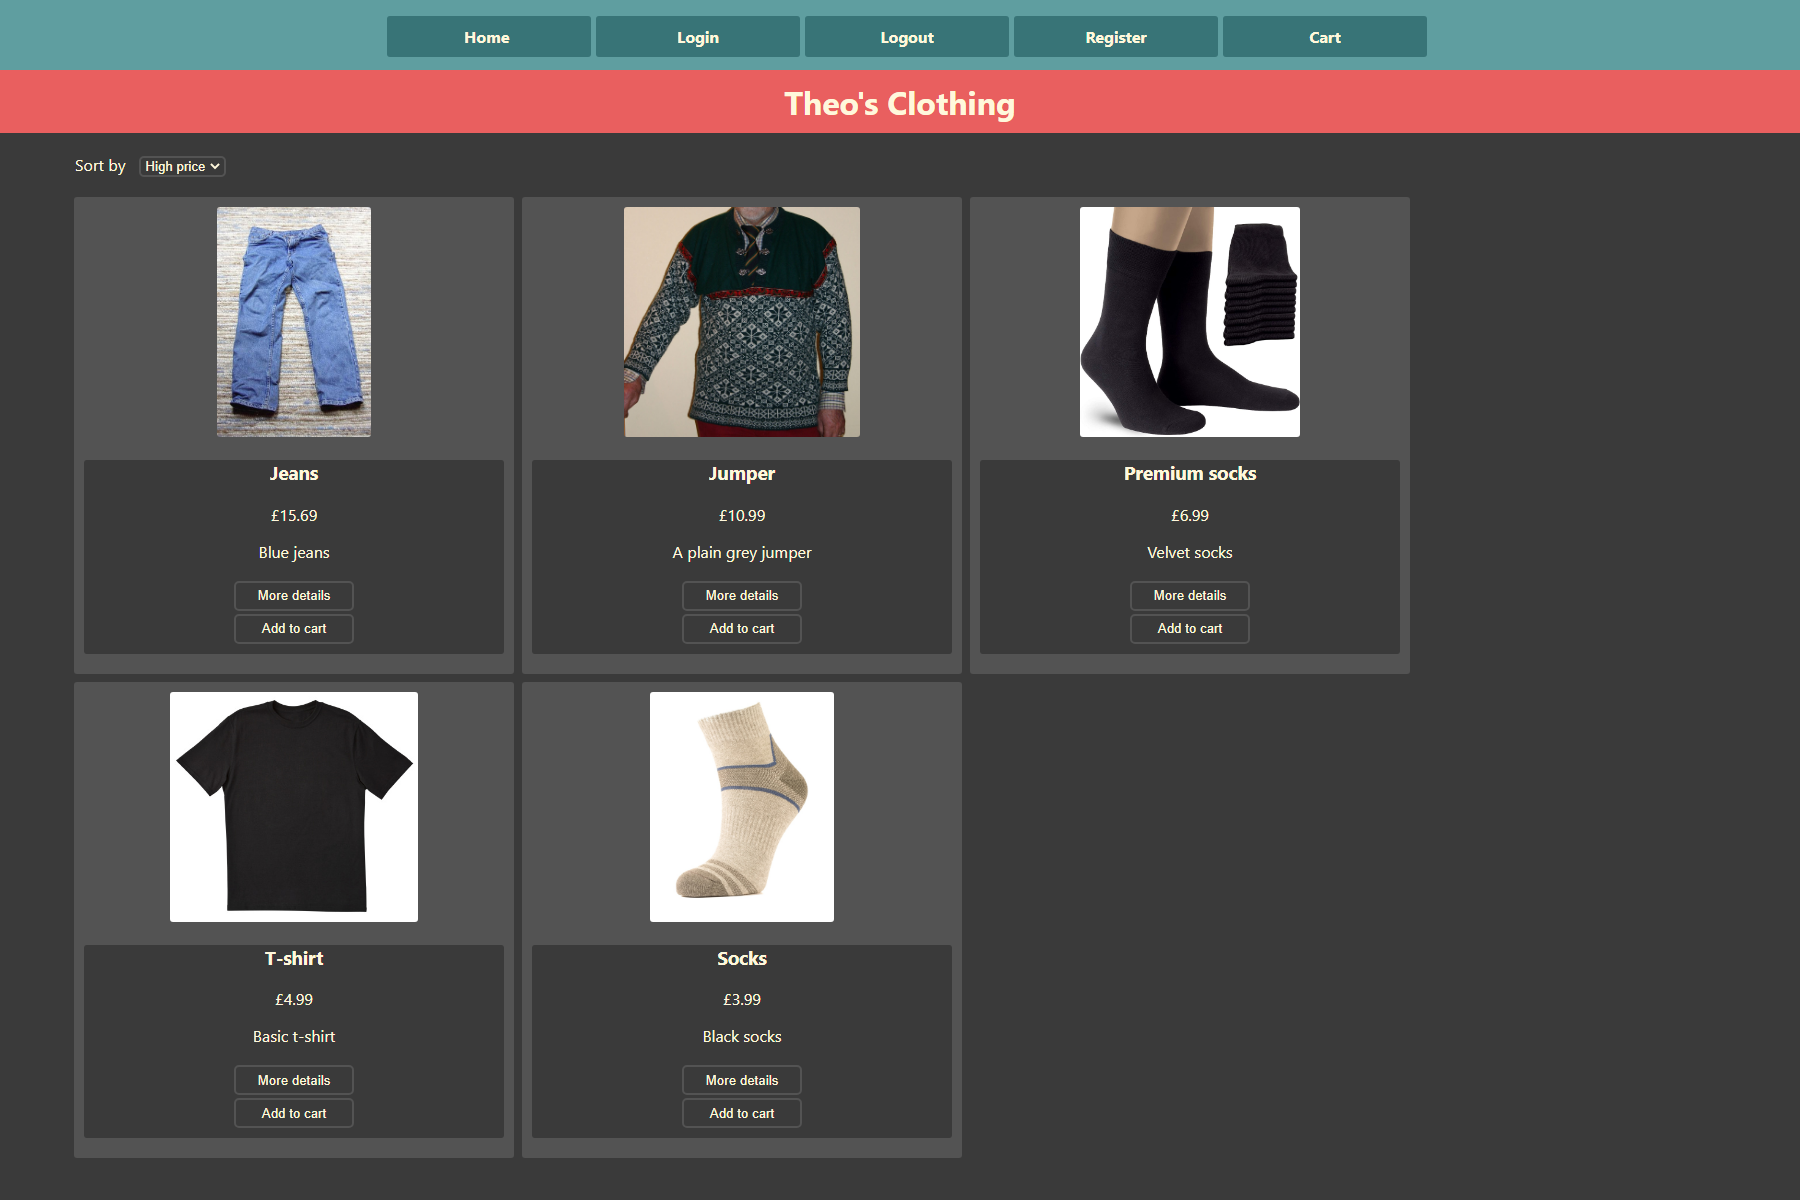 Home Login Logout Register Cart
Theo's Clothing
Sort by High price
Jeans
£15.69
Blue jeans
More details
Add to cart
Jumper
£10.99
A plain grey jumper
More details
Add to cart
Premium socks
£6.99
Velvet socks
More details
Add to cart
T-shirt
£4.99
Basic t-shirt
More details
Add to cart
Socks
£3.99
Black socks
More details
Add to cart